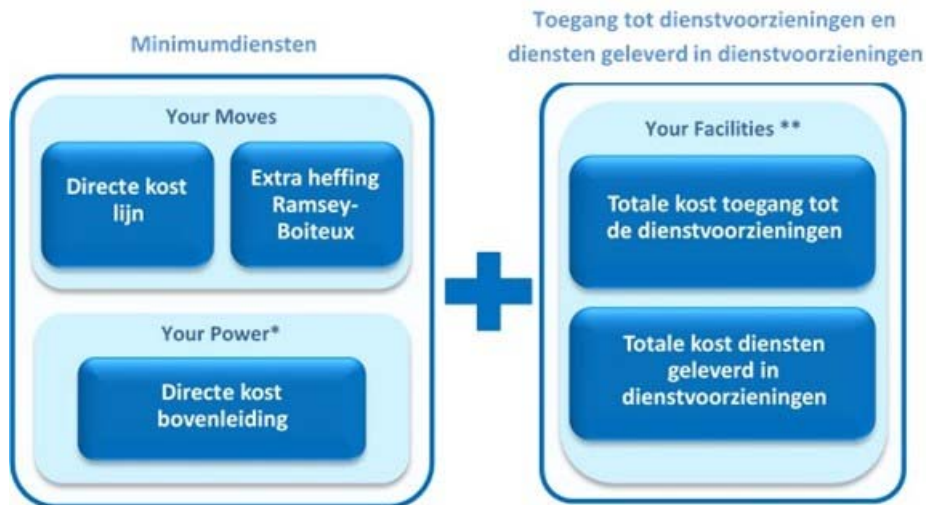 Minimumdiensten
Your Moves
Directe kost
lijn
Extra heffing
Ramsey-
Boiteux
Your Power*
Directe kost
bovenleiding
Toegang tot dienstvoorzieningen en
diensten geleverd in dienstvoorzieningen
Your Facilities **
Totale kost toegang tot
de dienstvoorzieningen
Totale kost diensten
geleverd in
dienstvoorzieningen